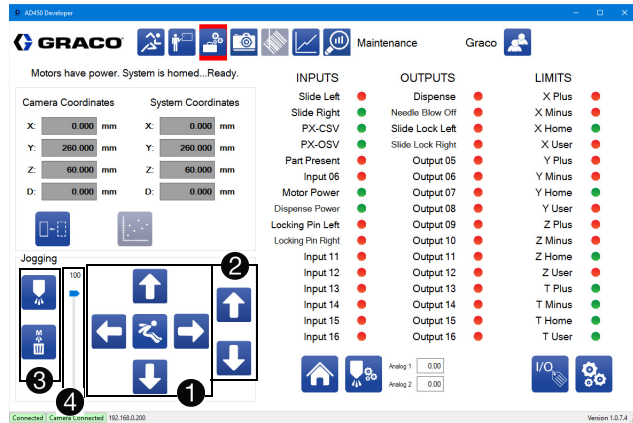 AD450 Developer
GRACO Maintenance Graco
Motors have power. System is homed...Ready.
Camera Coordinates System Coordinates
X: 0.000 mm X: 0.000 mm
Y: 260.000 mm Y: 260.000 mm
Z: 60.000 mm Z: 60.000 mm
D: 0.000 mm D: 0.000 mm
Jogging
100
M
1
2
3
4
INPUTS OUTPUTS LIMITS
Slide Left Dispense X Plus
Slide Right Needle Blow Off X Minus
PX-CSV Slide Lock Left X Home
PX-OSV Slide Lock Right X User
Part Present Output 05 Y Plus
Input 06 Output 06 Y Minus
Motor Power Output 07 Y Home
Dispense Power Output 08 Y User
Locking Pin Left Output 09 Z Plus
Locking Pin Right Output 10 Z Minus
Input 11 Output 11 Z Home
Input 12 Output 12 Z User
Input 13 Output 13 T Plus
Input 14 Output 14 T Minus
Input 15 Output 15 T Home
Input 16 Output 16 T User
Analog 1 0.00
Analog 2 0.00
I/O
Connected Camera Connected 192.168.0.200 Version 1.0.7.4